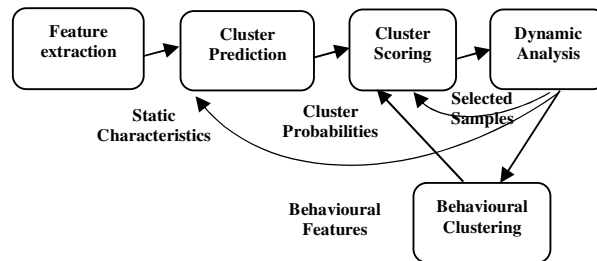 Feature
extraction
Cluster
Prediction
Cluster
Scoring
Dynamic
Analysis
Static
Characteristics
Cluster
Probabilities
Selected
Samples
Behavioural
Features
Behavioural
Clustering